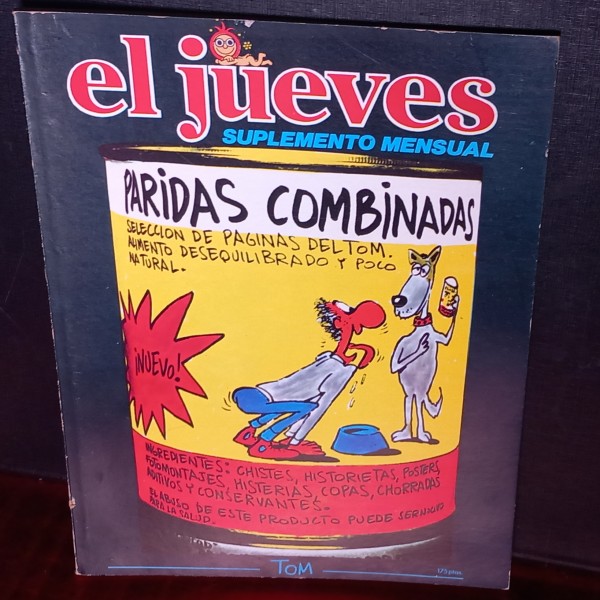 el jueves
SUPLEMENTO MENSUAL
PARIDAS COMBINADAS
SELECCION DE PAGINAS DEL TOM.
ALIMENTO DESEQUILIBRADO Y POCO
NATURAL.
¡NUEVO!
INGREDIENTES: CHISTES, HISTORIETAS, POSTERS,
FOTOMONTAJES, HISTERIAS, COPAS, CHORRADAS
ADITIVOS Y CONSERVANTES.
EL ABUSO DE ESTE PRODUCTO PUEDE SER NOCIVO
PARA LA SALUD.
TOM
175 ptas.